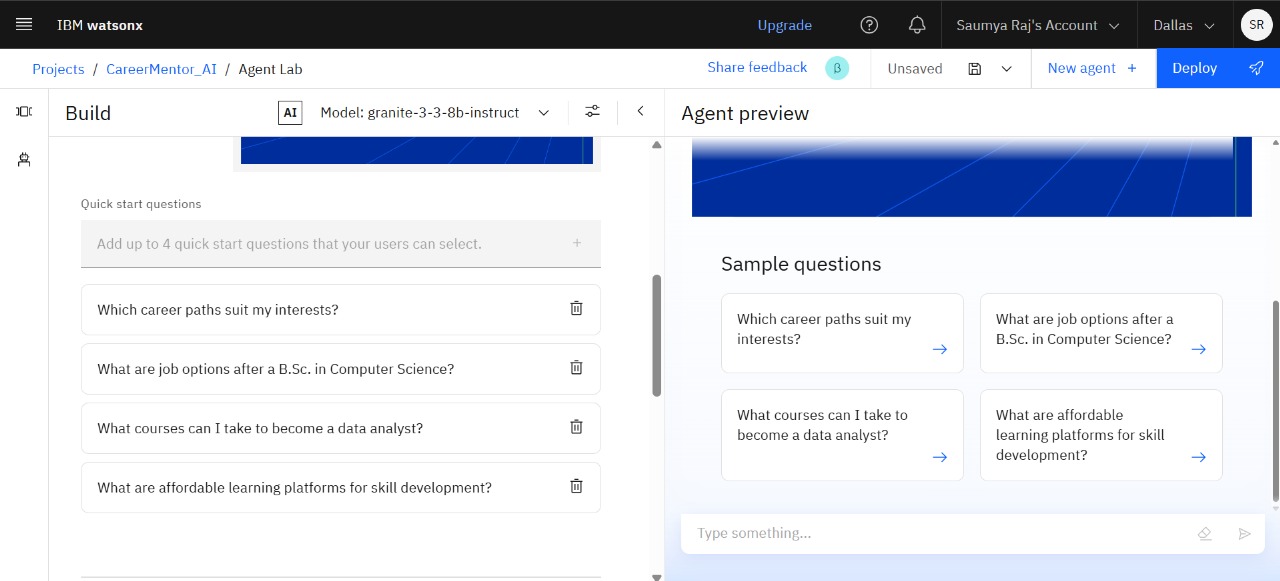 IBM watsonx
Upgrade
Saumya Raj's Account
Dallas
SR
Projects / CareerMentor_AI / Agent Lab
Share feedback
β
Unsaved
New agent +
Deploy
Build
AI
Model: granite-3-3-8b-instruct
Agent preview
Quick start questions
Add up to 4 quick start questions that your users can select. +
Which career paths suit my interests?
What are job options after a B.Sc. in Computer Science?
What courses can I take to become a data analyst?
What are affordable learning platforms for skill development?
Sample questions
Which career paths suit my
interests?
What are job options after a
B.Sc. in Computer Science?
What courses can I take to
become a data analyst?
What are affordable
learning platforms for skill
development?
Type something...